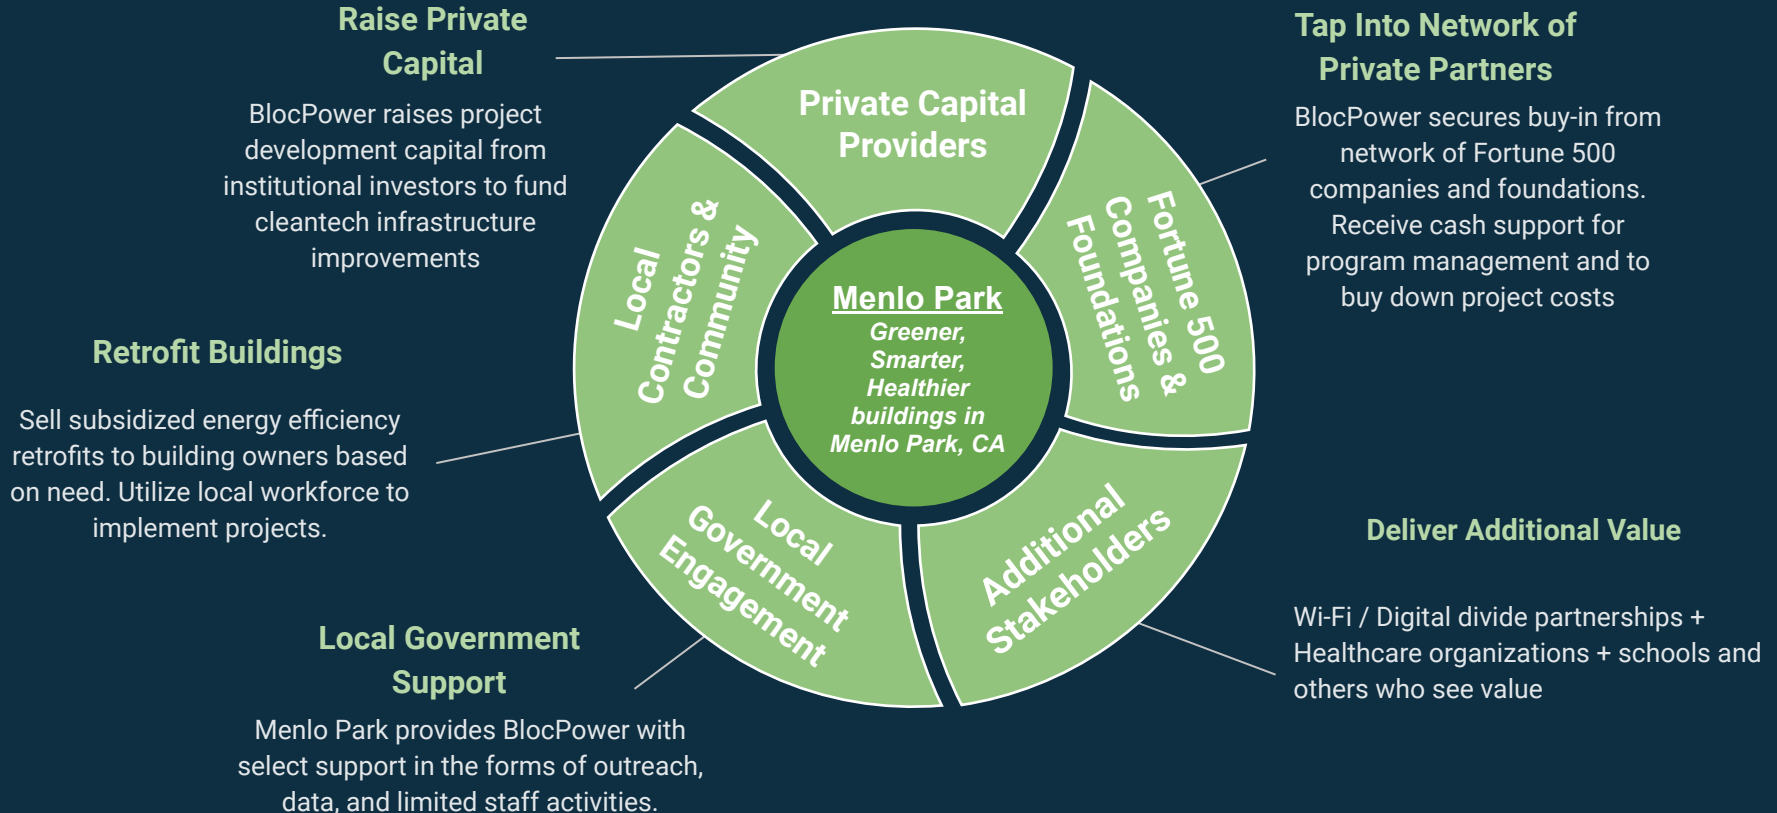 Raise Private
Capital
BlocPower raises project
development capital from
institutional investors to fund
cleantech infrastructure
improvements
Retrofit Buildings
Sell subsidized energy efficiency
retrofits to building owners based
on need. Utilize local workforce to
implement projects.
Local Government
Support
Menlo Park provides BlocPower with
select support in the forms of outreach,
data, and limited staff activities.
Private Capital
Providers
Local
Contractors &
Community
Menlo Park
Greener,
Smarter,
Healthier
buildings in
Menlo Park, CA
Fortune 500
Companies &
Foundations
Local
Government
Engagement
Additional
Stakeholders
Tap Into Network of
Private Partners
BlocPower secures buy-in from
network of Fortune 500
companies and foundations.
Receive cash support for
program management and to
buy down project costs
Deliver Additional Value
Wi-Fi / Digital divide partnerships +
Healthcare organizations + schools and
others who see value